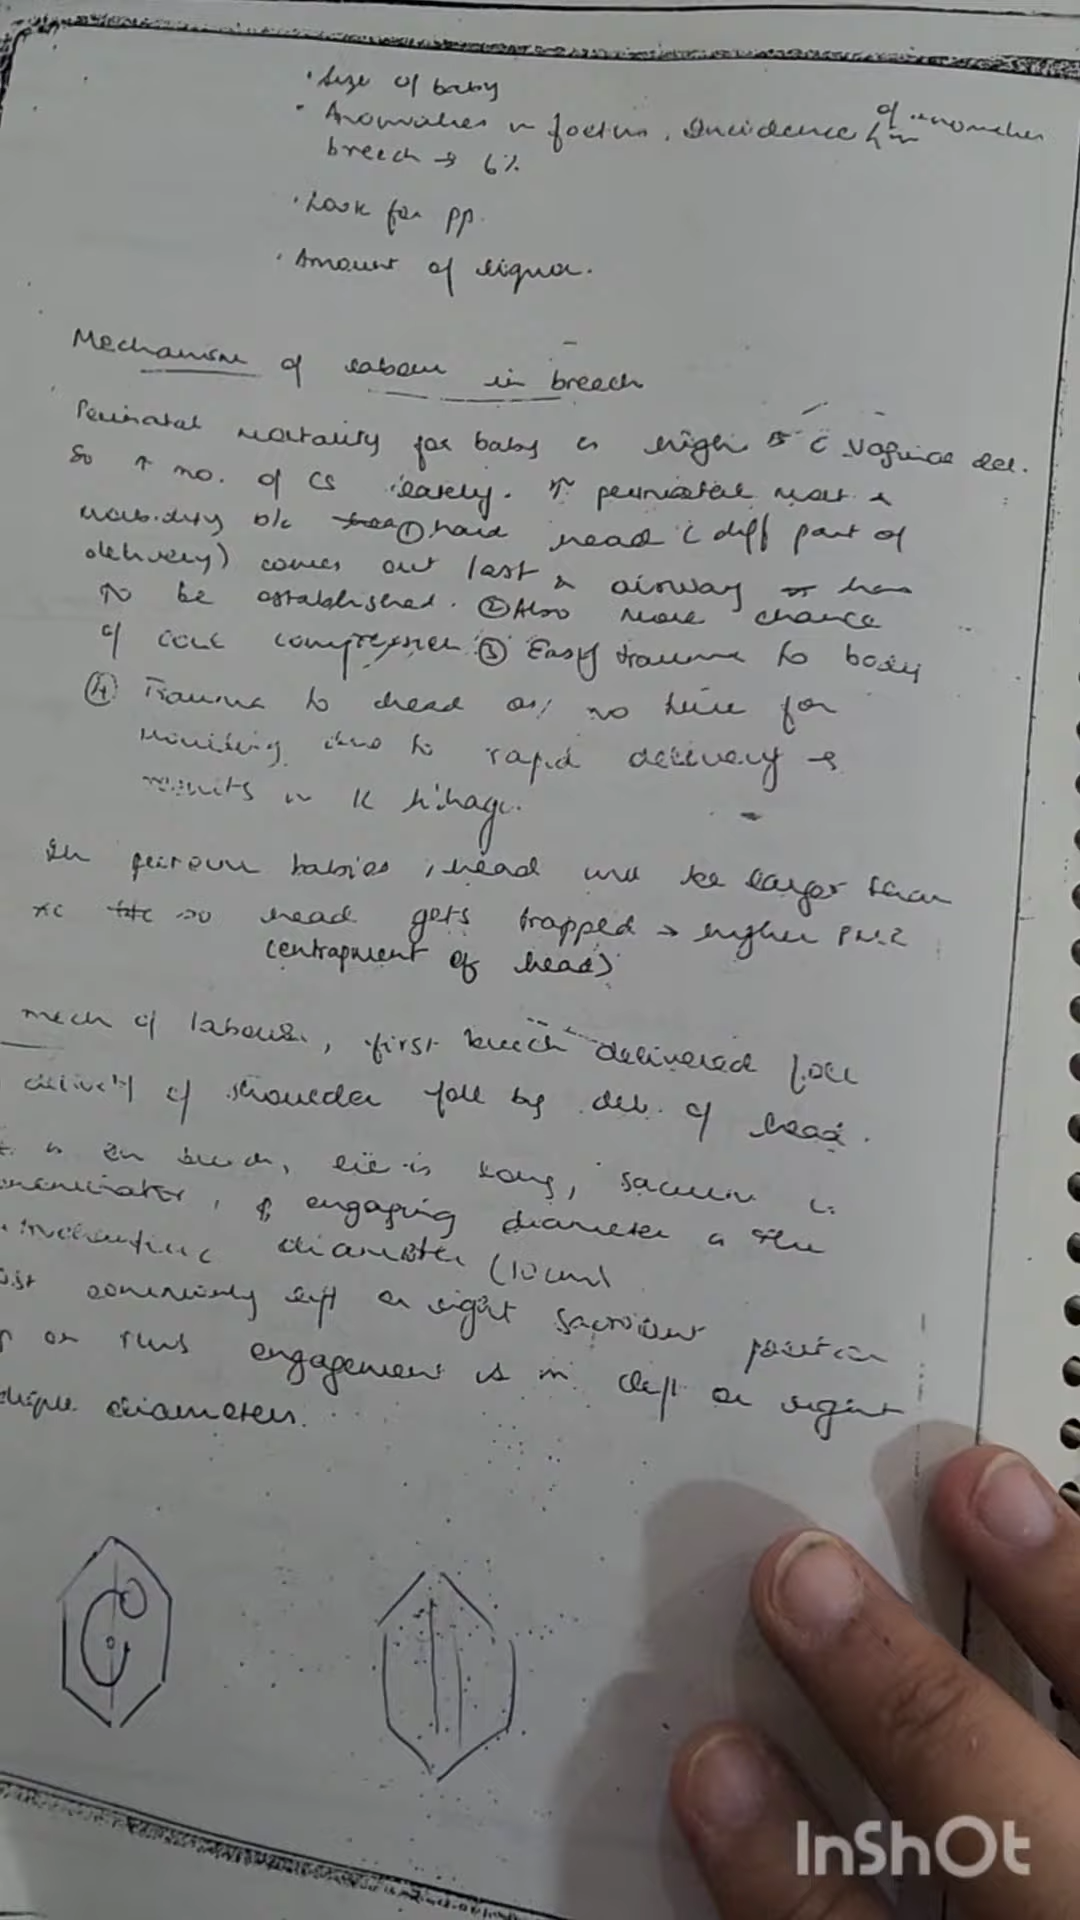 · Size of baby
· Anomalies in foetus. Incidence of anomalies in
breech → 6%
· Look for pp.
· Amount of liquor.
Mechanism of labour in breech
Perinatal mortality for baby is high c̄ vaginal del.
So ↑ no. of CS lately. ↑ perinatal mort &
morbidity b/c ① hard head (diff part of
delivery) comes out last & airway has
to be established. ② Also more chance
of cord compression ③ Easy trauma to body
④ Trauma to head as no time for
moulding due to rapid delivery →
results in h'hage.
In preterm babies, head will be larger than
so head gets trapped → higher
(entrapment of head)
mech of labour, first breech delivered foll
delivery of shoulder foll by del. of head.
in breech, lie is long, sacrum is
denominator, & engaging diameter is the
bitrochanteric diameter (10cm)
commonly left or right position
or thus engagement is in left or right
oblique diameter.
InShOt